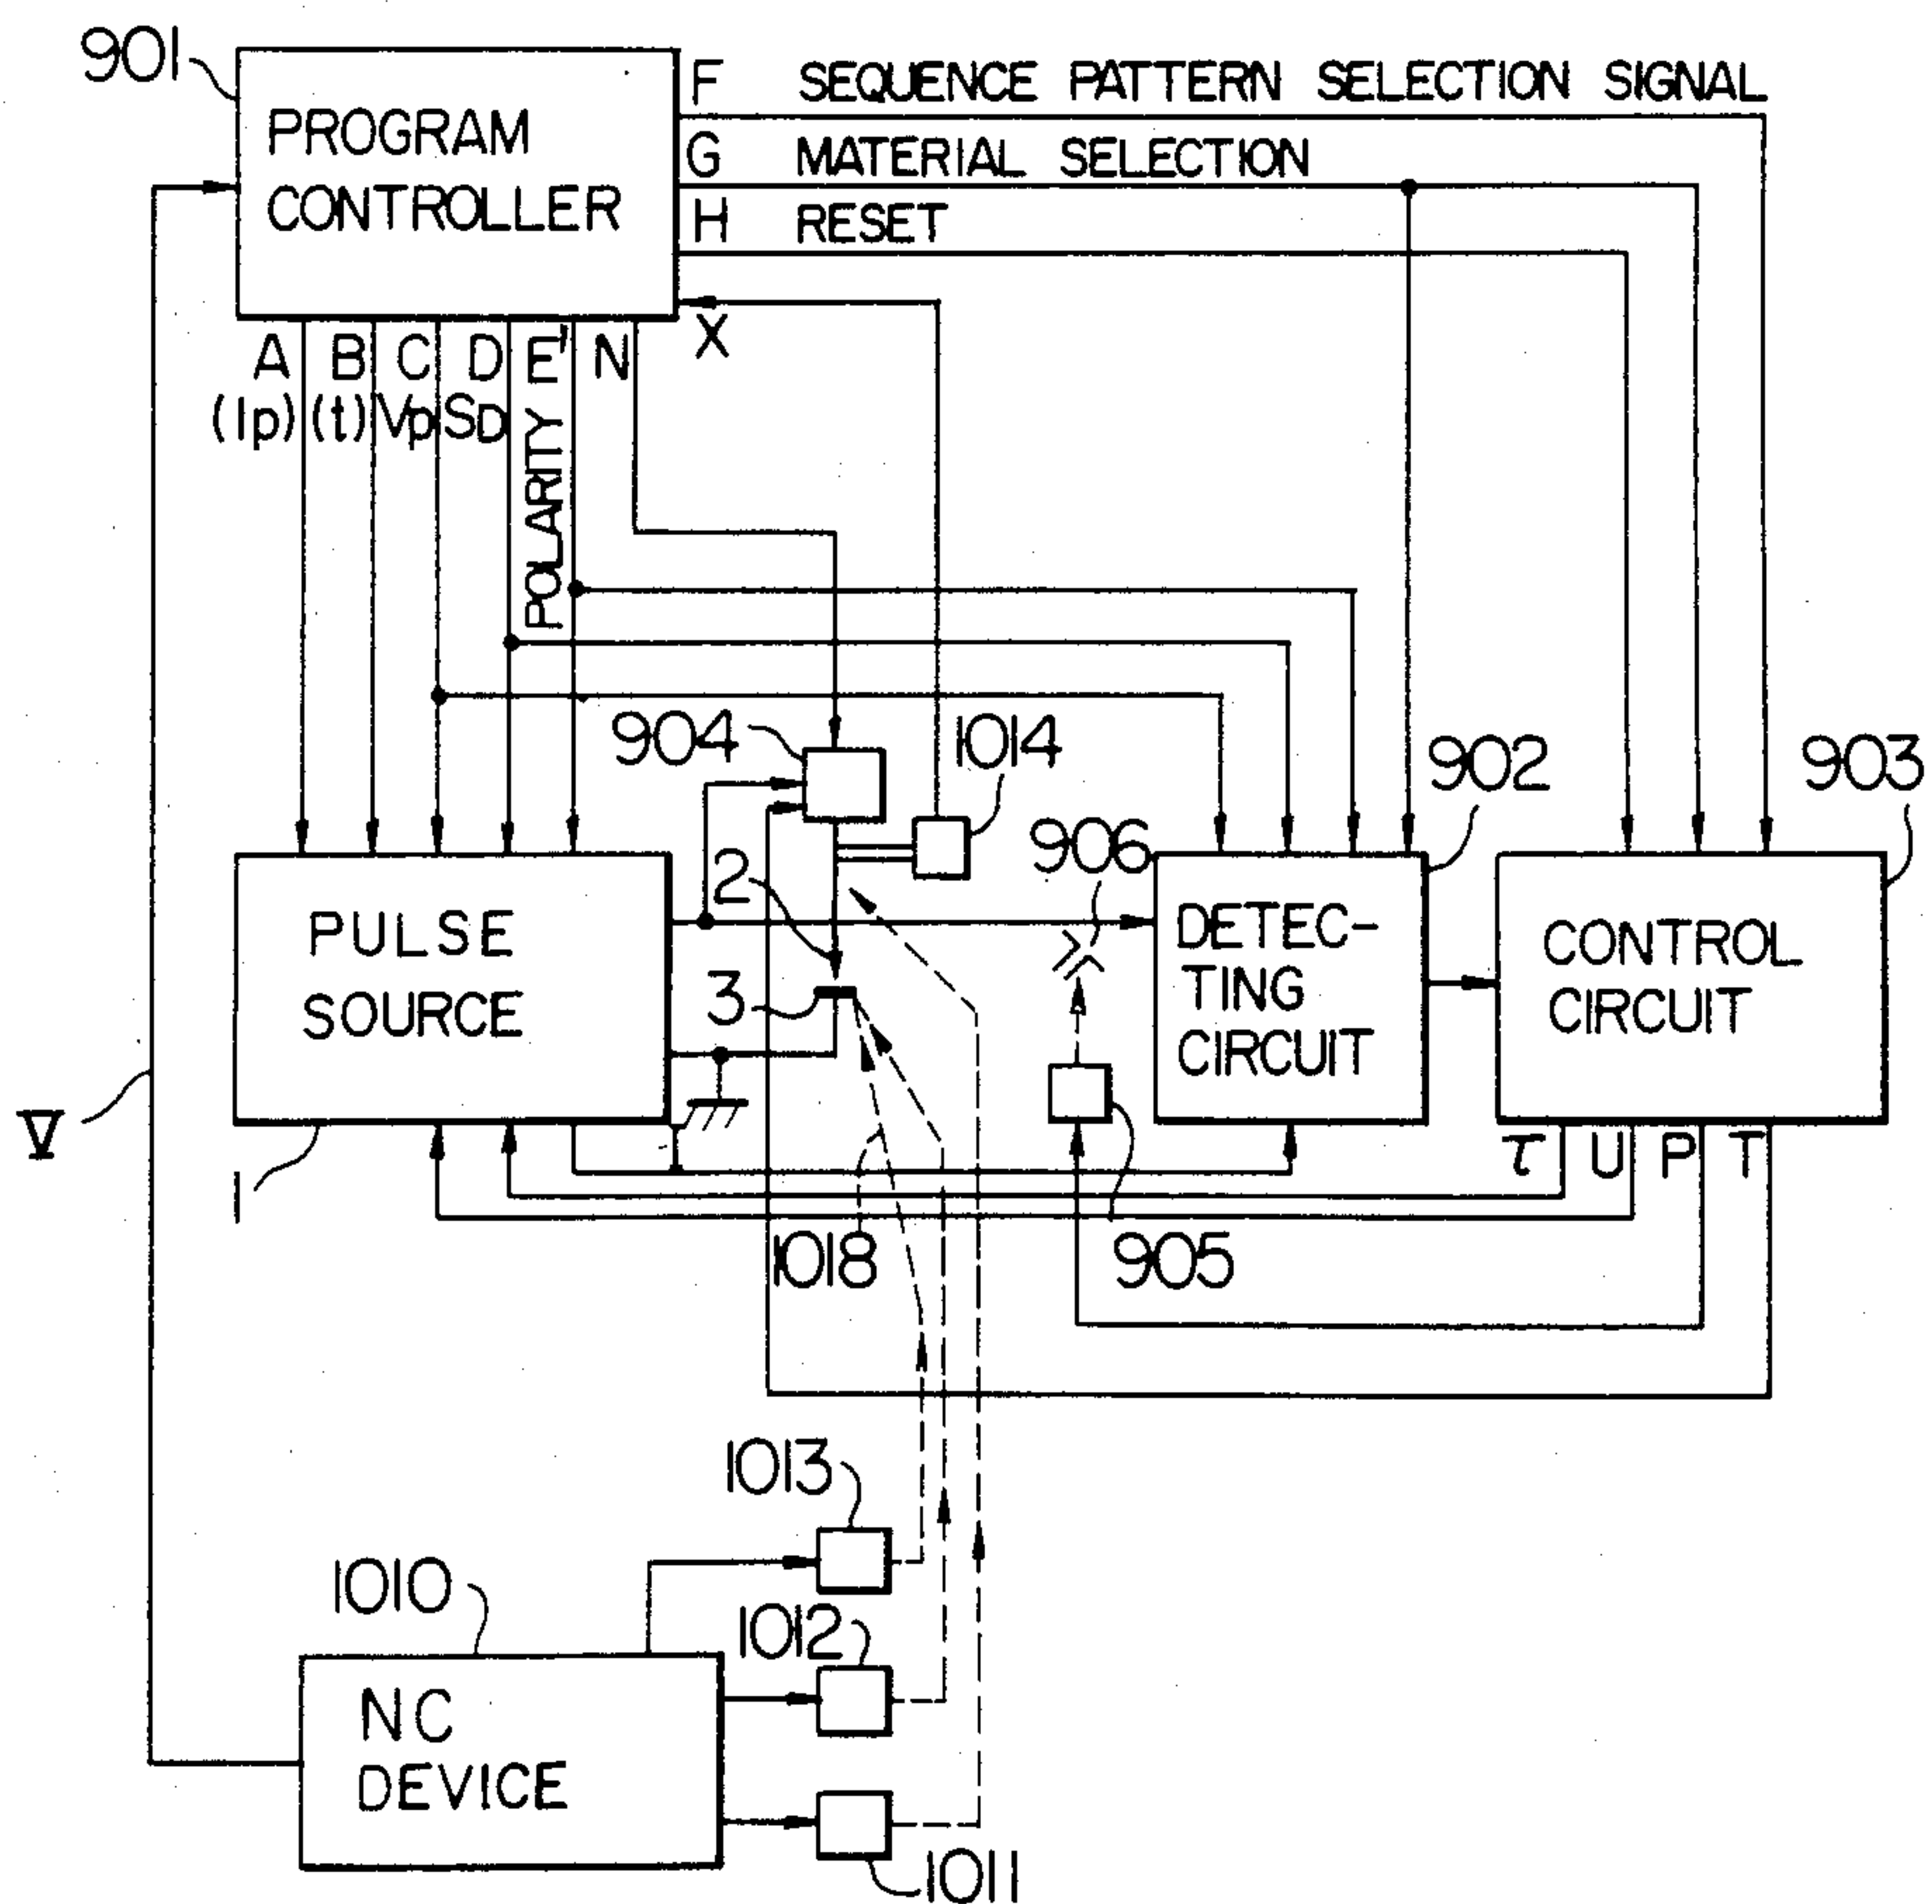 901
PROGRAM
CONTROLLER
F SEQUENCE PATTERN SELECTION SIGNAL
G MATERIAL SELECTION
H RESET
X
A B C D E' N
(Ip) (t) Vp SD
POLARITY
904
1014
902
903
906
2
PULSE
SOURCE
3
DETEC-
TING
CIRCUIT
CONTROL
CIRCUIT
V
1
τ U P T
1018
905
1013
1010
1012
NC
DEVICE
1011